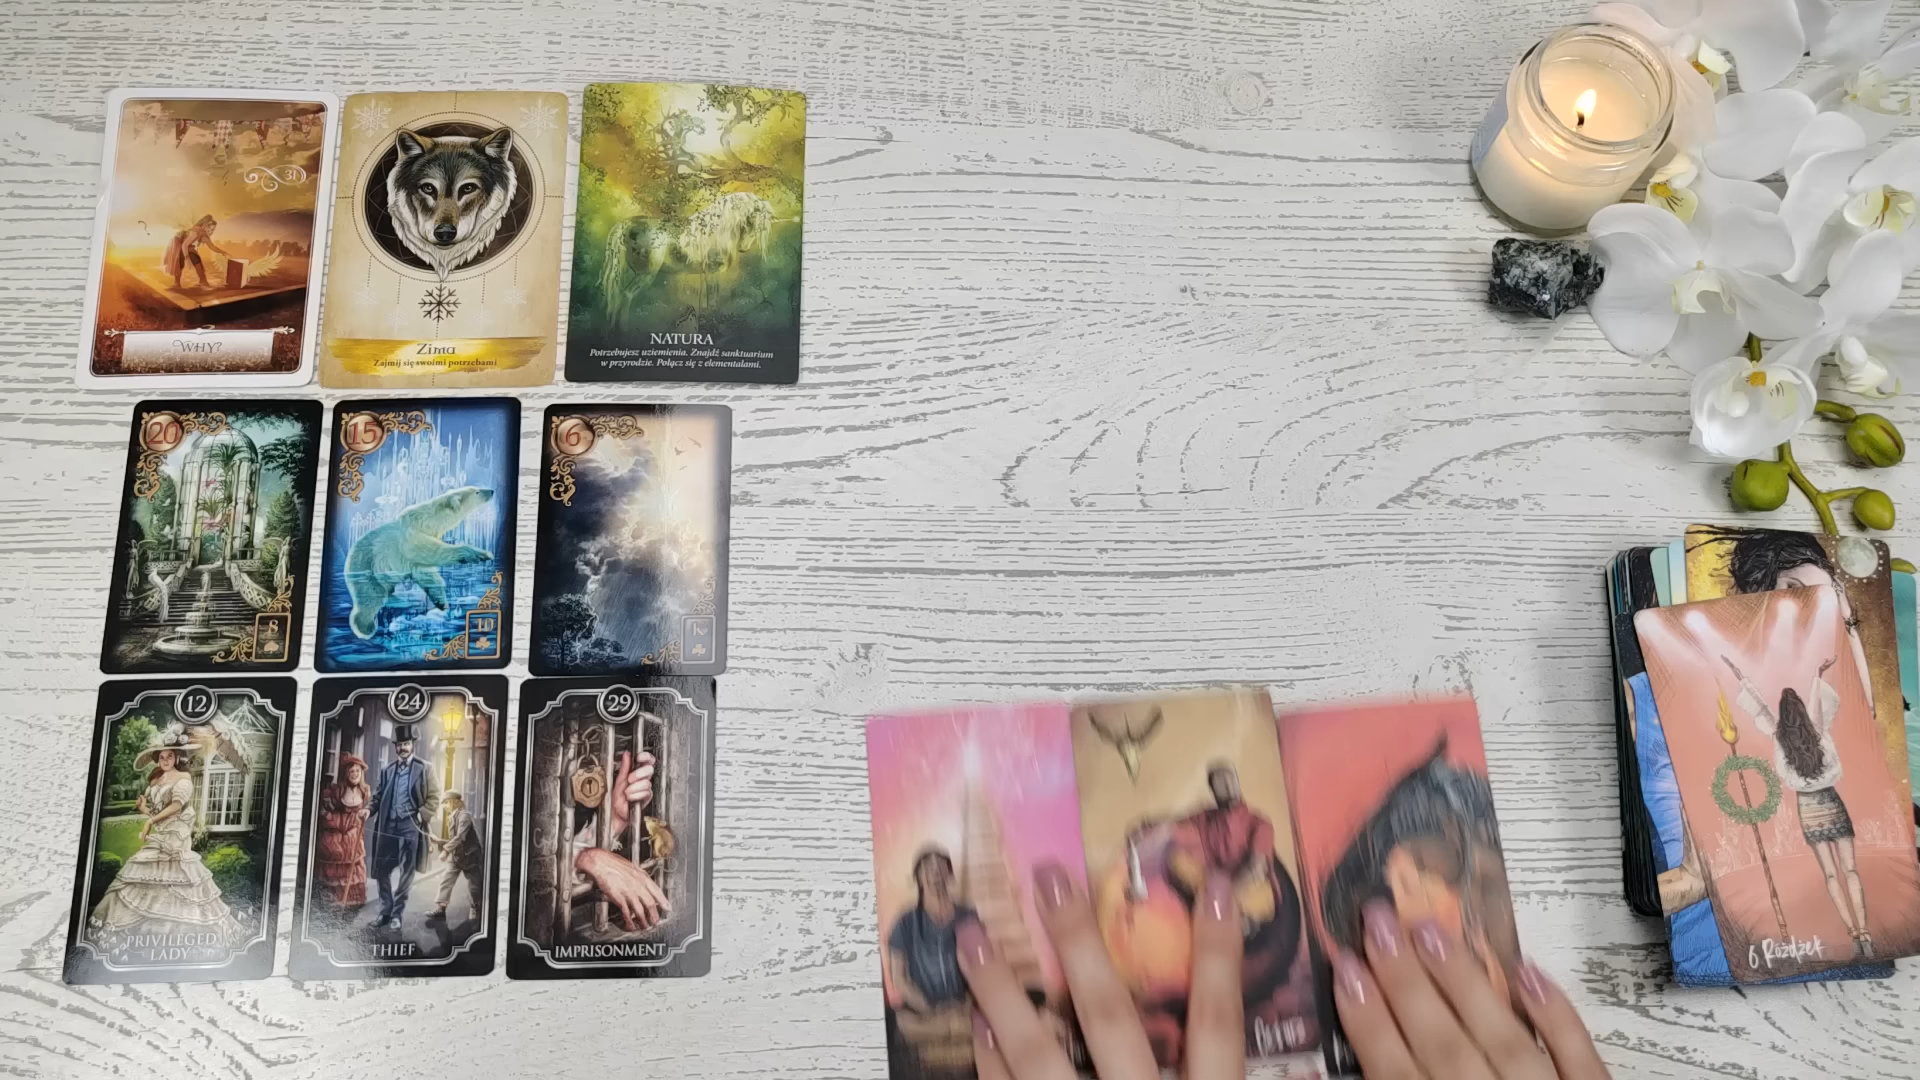 31
WHY?
Zima
Zajmij się swoimi potrzebami
NATURA
Potrzebujesz uziemienia. Znajdź sanktuarium
w przyrodzie. Połącz się z elementalami.
20
8
15
10
6
K
12
PRIVILEGED
LADY
24
THIEF
29
IMPRISONMENT
6 Różdżek